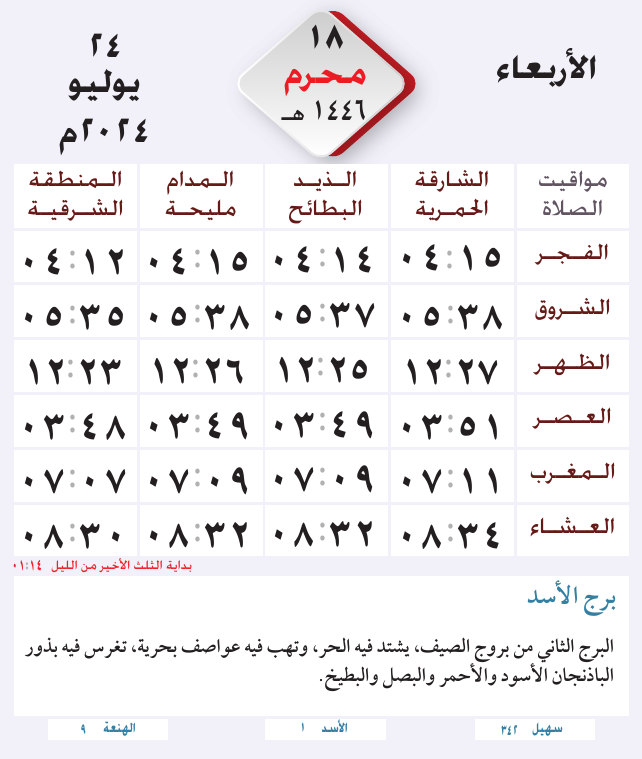 الأربعاء
١٨
محرم
١٤٤٦ هـ
٢٤
يوليو
٢٠٢٤م
مواقيت الصلاة | الشارقة الحمرية | الذيد البطائح | المدام مليحة | المنطقة الشرقية
الفجر ٠٤:١٥ ٠٤:١٤ ٠٤:١٥ ٠٤:١٢
الشروق ٠٥:٣٨ ٠٥:٣٧ ٠٥:٣٨ ٠٥:٣٥
الظهر ١٢:٢٧ ١٢:٢٥ ١٢:٢٦ ١٢:٢٣
العصر ٠٣:٥١ ٠٣:٤٩ ٠٣:٤٩ ٠٣:٤٨
المغرب ٠٧:١١ ٠٧:٠٩ ٠٧:٠٩ ٠٧:٠٧
العشاء ٠٨:٣٤ ٠٨:٣٢ ٠٨:٣٢ ٠٨:٣٠
بداية الثلث الأخير من الليل ٠١:١٤
برج الأسد
البرج الثاني من بروج الصيف، يشتد فيه الحر، وتهب فيه عواصف بحرية، تغرس فيه بذور
الباذنجان الأسود والأحمر والبصل والبطيخ.
سهيل ٣٤٢ الأسد ١ الهنعة ٩